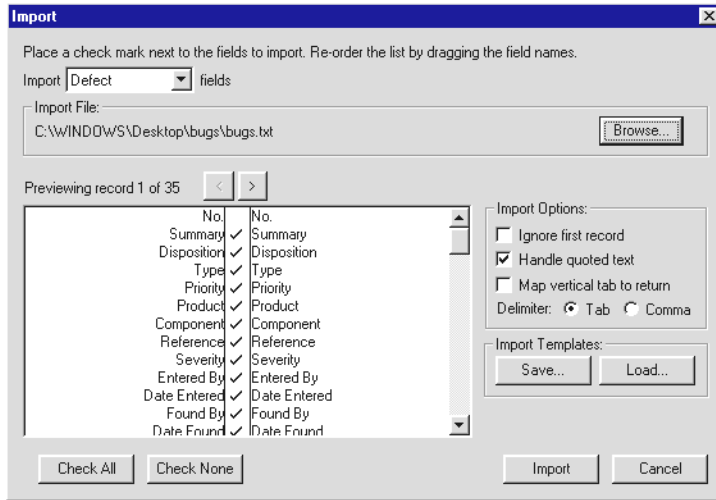 Import
Place a check mark next to the fields to import. Re-order the list by dragging the field names.
Import Defect fields
Import File:
C:\WINDOWS\Desktop\bugs\bugs.txt
Browse...
Previewing record 1 of 35 < >
No. No.
Summary Summary
Disposition Disposition
Type Type
Priority Priority
Product Product
Component Component
Reference Reference
Severity Severity
Entered By Entered By
Date Entered Date Entered
Found By Found By
Date Found Date Found
Import Options:
Ignore first record
Handle quoted text
Map vertical tab to return
Delimiter: Tab Comma
Import Templates:
Save... Load...
Check All Check None Import Cancel